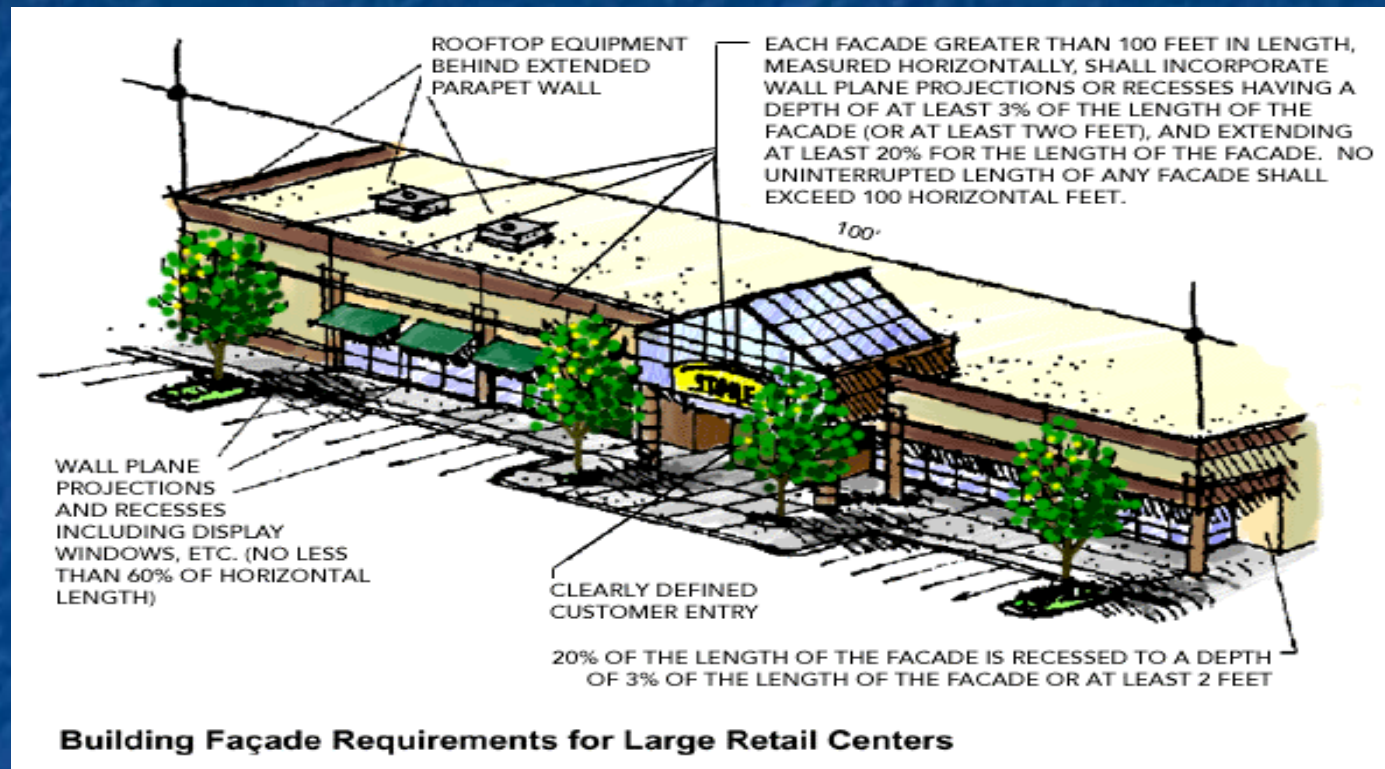 ROOFTOP EQUIPMENT
BEHIND EXTENDED
PARAPET WALL
EACH FACADE GREATER THAN 100 FEET IN LENGTH,
MEASURED HORIZONTALLY, SHALL INCORPORATE
WALL PLANE PROJECTIONS OR RECESSES HAVING A
DEPTH OF AT LEAST 3% OF THE LENGTH OF THE
FACADE (OR AT LEAST TWO FEET), AND EXTENDING
AT LEAST 20% FOR THE LENGTH OF THE FACADE. NO
UNINTERRUPTED LENGTH OF ANY FACADE SHALL
EXCEED 100 HORIZONTAL FEET.
100'
STAPLE
WALL PLANE
PROJECTIONS
AND RECESSES
INCLUDING DISPLAY
WINDOWS, ETC. (NO LESS
THAN 60% OF HORIZONTAL
LENGTH)
CLEARLY DEFINED
CUSTOMER ENTRY
20% OF THE LENGTH OF THE FACADE IS RECESSED TO A DEPTH
OF 3% OF THE LENGTH OF THE FACADE OR AT LEAST 2 FEET
Building Façade Requirements for Large Retail Centers